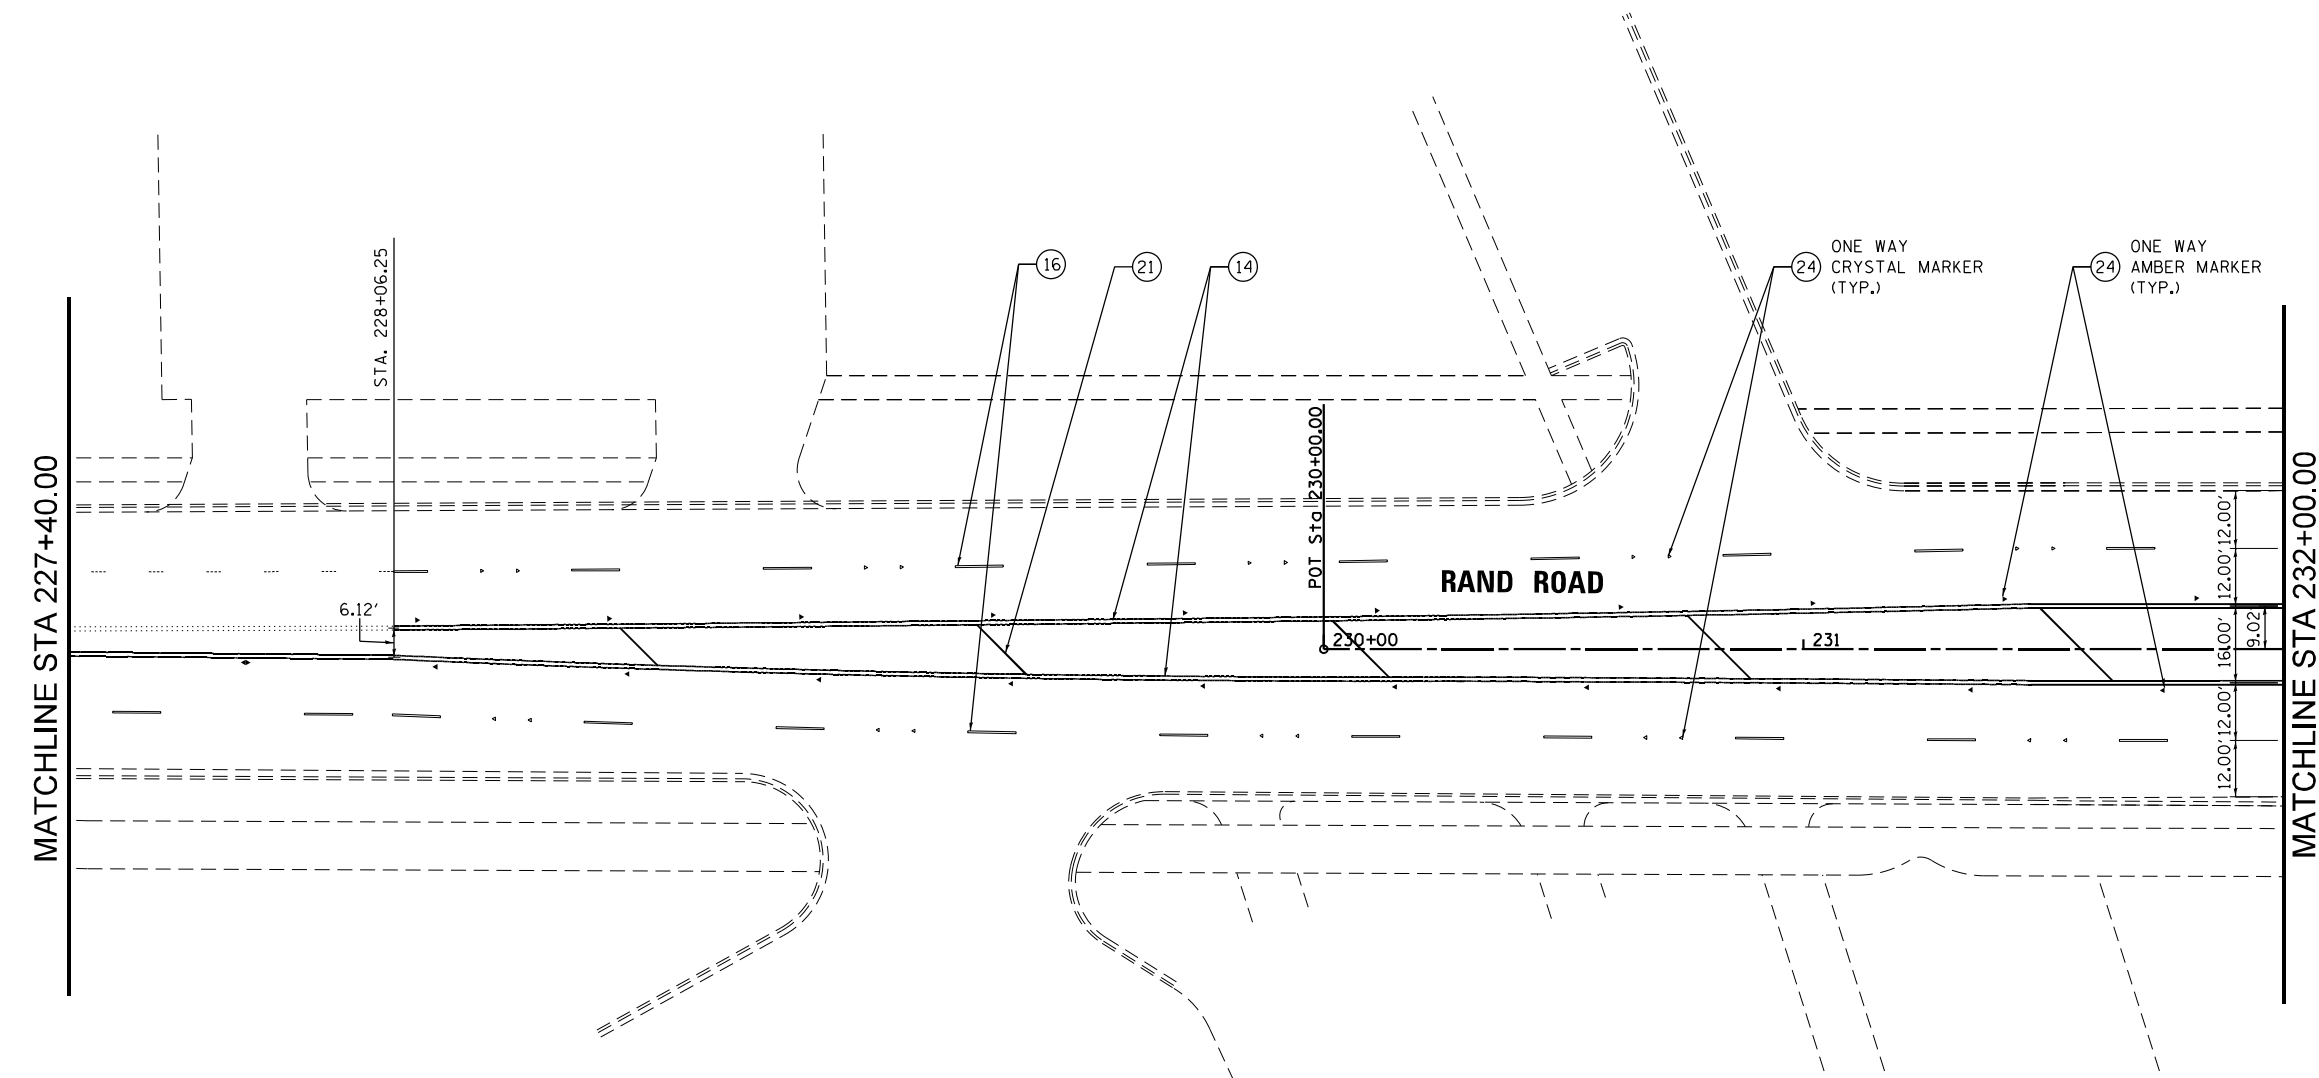 STA. 228+06.25
16
21
14
24
ONE WAY
CRYSTAL MARKER
(TYP.)
24
ONE WAY
AMBER MARKER
(TYP.)
MATCHLINE STA 227+40.00
POT Sta 230+00.00
MATCHLINE STA 232+00.00
RAND ROAD
6.12'
230+00
231
12.00'
12.00'
16.00'
9.02'
12.00'
12.00'